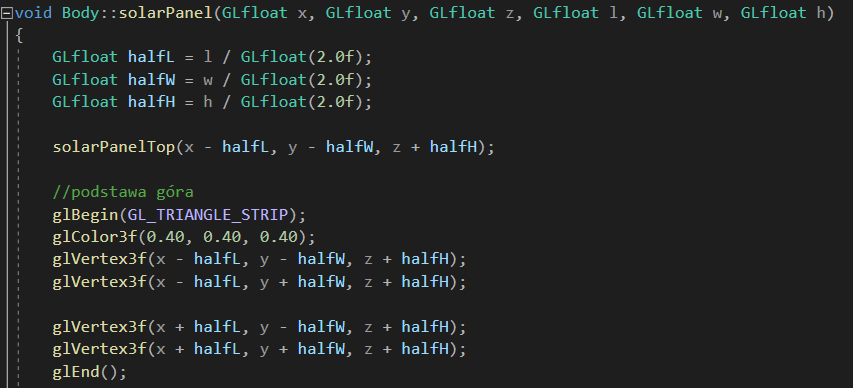 void Body::solarPanel(GLfloat x, GLfloat y, GLfloat z, GLfloat l, GLfloat w, GLfloat h)
{
GLfloat halfL = l / GLfloat(2.0f);
GLfloat halfW = w / GLfloat(2.0f);
GLfloat halfH = h / GLfloat(2.0f);
solarPanelTop(x - halfL, y - halfW, z + halfH);
//podstawa góra
glBegin(GL_TRIANGLE_STRIP);
glColor3f(0.40, 0.40, 0.40);
glVertex3f(x - halfL, y - halfW, z + halfH);
glVertex3f(x - halfL, y + halfW, z + halfH);
glVertex3f(x + halfL, y - halfW, z + halfH);
glVertex3f(x + halfL, y + halfW, z + halfH);
glEnd();